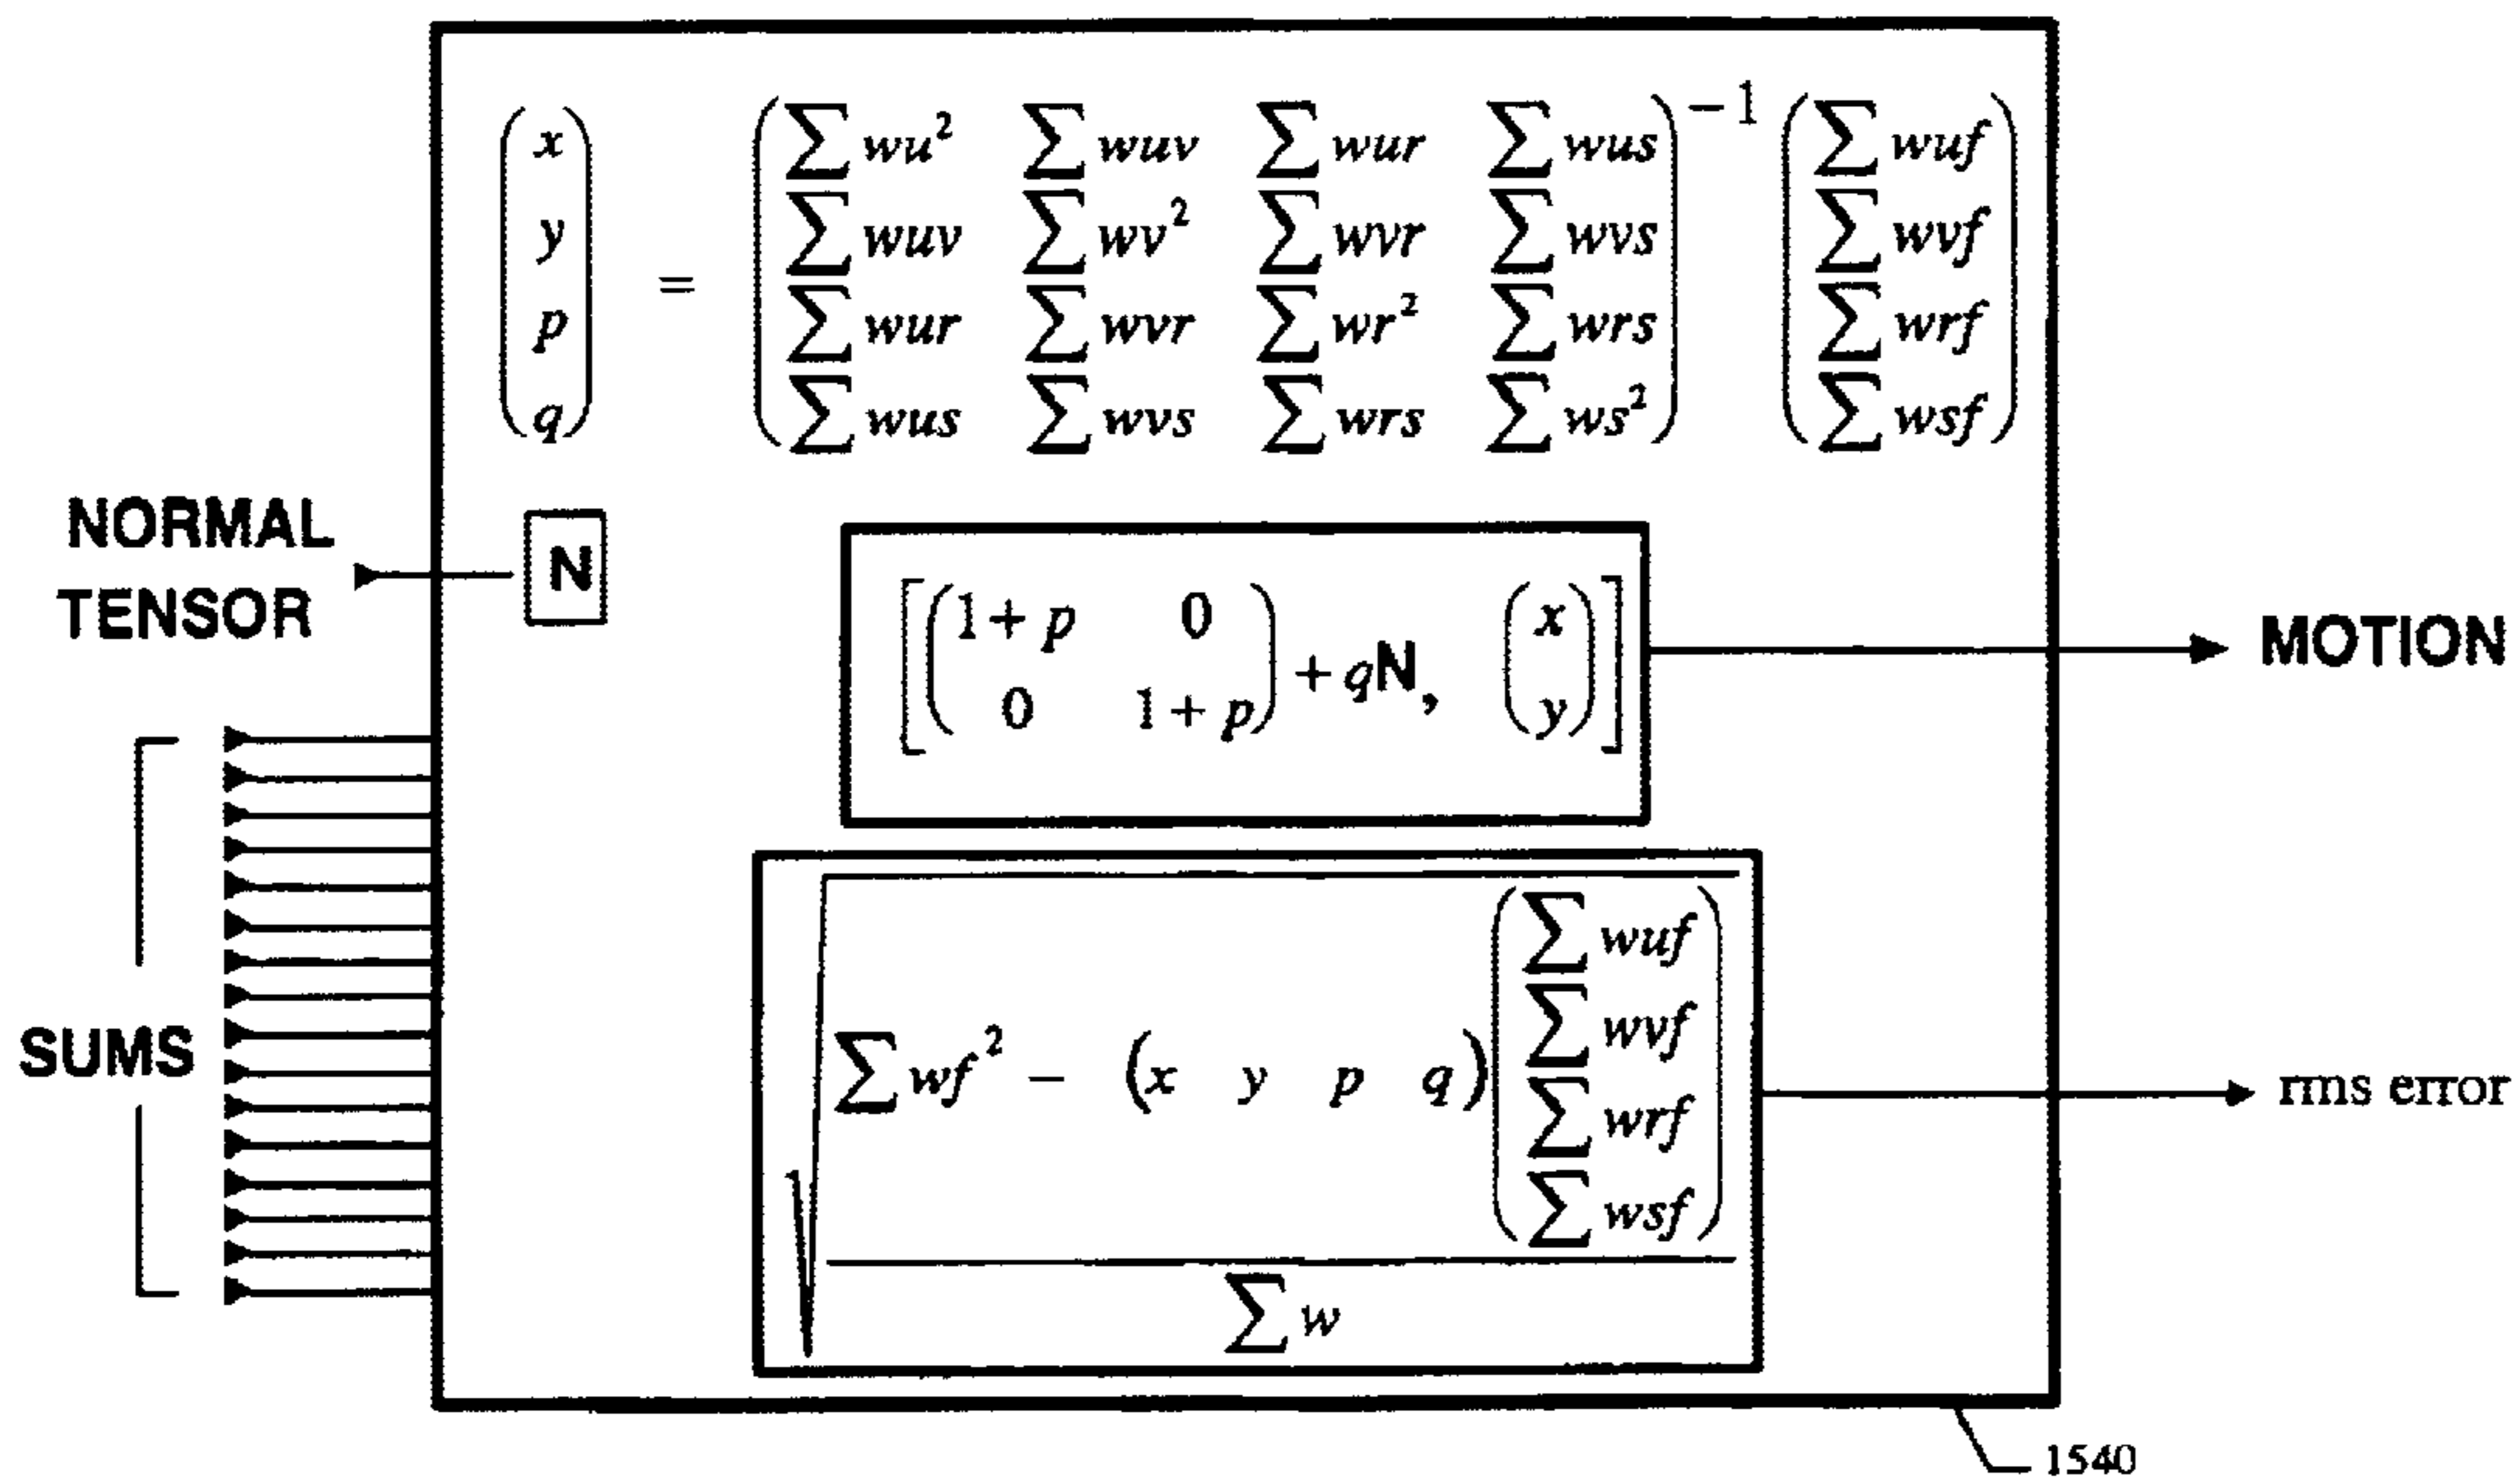 x = ∑wu² ∑wuv ∑wur ∑wus −1 ∑wuf
y ∑wuv ∑wv² ∑wvr ∑wvs ∑wvf
p ∑wur ∑wvr ∑wr² ∑wrs ∑wrf
q ∑wus ∑wvs ∑wrs ∑ws² ∑wsf
NORMAL
TENSOR
N
[(1+p 0
0 1+p) + qN, (x
y)]
MOTION
SUMS
√ ∑wf² − (x y p q) (∑wuf
∑wvf
∑wrf
∑wsf)
∑w
rms error
1540